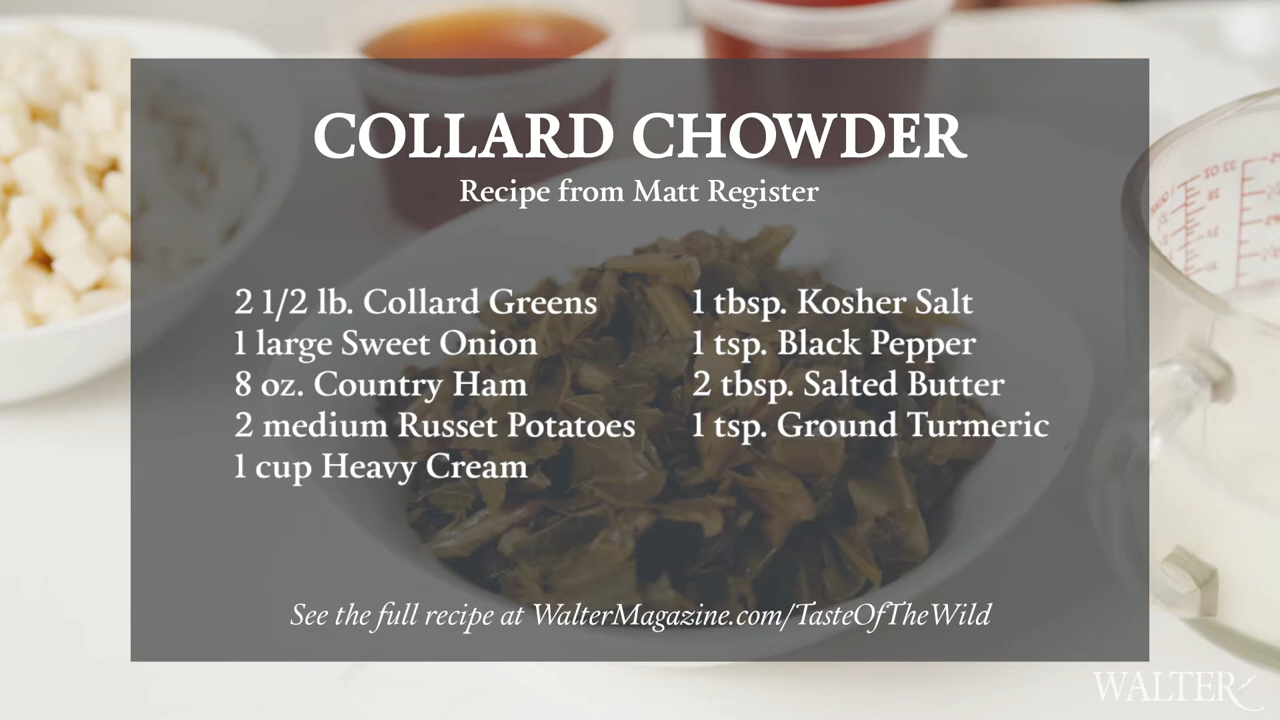 COLLARD CHOWDER
Recipe from Matt Register
2 1/2 lb. Collard Greens
1 large Sweet Onion
8 oz. Country Ham
2 medium Russet Potatoes
1 cup Heavy Cream
1 tbsp. Kosher Salt
1 tsp. Black Pepper
2 tbsp. Salted Butter
1 tsp. Ground Turmeric
See the full recipe at WalterMagazine.com/TasteOfTheWild
WALTER